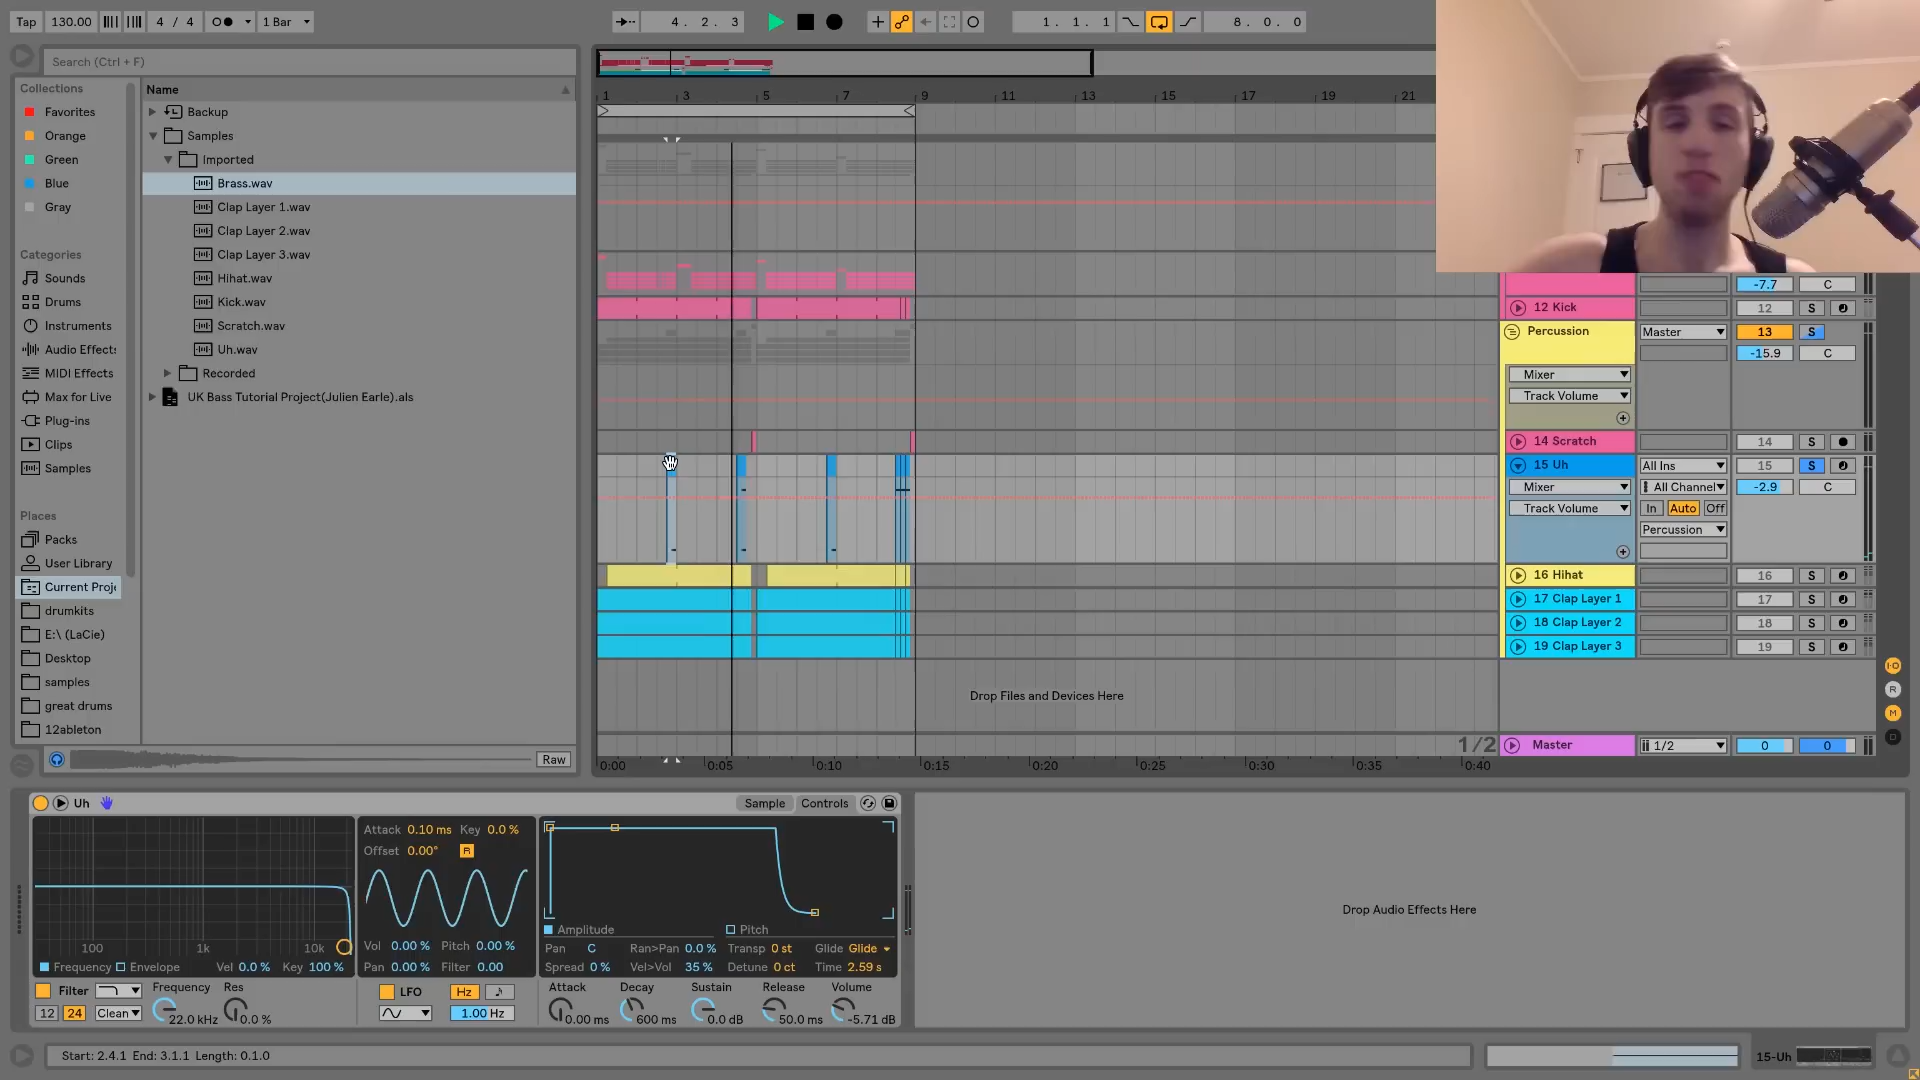 Tap 130.00 4 / 4 1 Bar 4. 2. 3 1. 1. 1 8. 0. 0
Search (Ctrl + F)
Collections
Favorites
Orange
Green
Blue
Gray
Categories
Sounds
Drums
Instruments
Audio Effects
MIDI Effects
Max for Live
Plug-ins
Clips
Samples
Places
Packs
User Library
Current Proje
drumkits
E:\ (LaCie)
Desktop
samples
great drums
12ableton
Name
Backup
Samples
Imported
Brass.wav
Clap Layer 1.wav
Clap Layer 2.wav
Clap Layer 3.wav
Hihat.wav
Kick.wav
Scratch.wav
Uh.wav
Recorded
UK Bass Tutorial Project(Julien Earle).als
Raw
1 3 5 7 9 11 13 15 17 19 21
Drop Files and Devices Here
1/2
0:00 0:05 0:10 0:15 0:20 0:25 0:30 0:35 0:40
-7.7 C
12 Kick 12 S
Percussion Master 13 S
-15.9 C
Mixer
Track Volume
14 Scratch 14 S
15 Uh All Ins 15 S
Mixer All Channel -2.9 C
Track Volume In Auto Off
Percussion
16 Hihat 16 S
17 Clap Layer 1 17 S
18 Clap Layer 2 18 S
19 Clap Layer 3 19 S
Master 1/2 0 0
I·O
R
M
D
Uh Sample Controls
100 1k 10k
Frequency Envelope Vel 0.0 % Key 100 %
Filter Frequency Res
12 24 Clean 22.0 kHz 0.0 %
Attack 0.10 ms Key 0.0 %
Offset 0.00° R
Vol 0.00 % Pitch 0.00 %
Pan 0.00 % Filter 0.00
LFO Hz
1.00 Hz
Amplitude Pitch
Pan C Ran>Pan 0.0 % Transp 0 st Glide Glide
Spread 0 % Vel>Vol 35 % Detune 0 ct Time 2.59 s
Attack Decay Sustain Release Volume
0.00 ms 600 ms 0.0 dB 50.0 ms -5.71 dB
Drop Audio Effects Here
Start: 2.4.1 End: 3.1.1 Length: 0.1.0
15-Uh